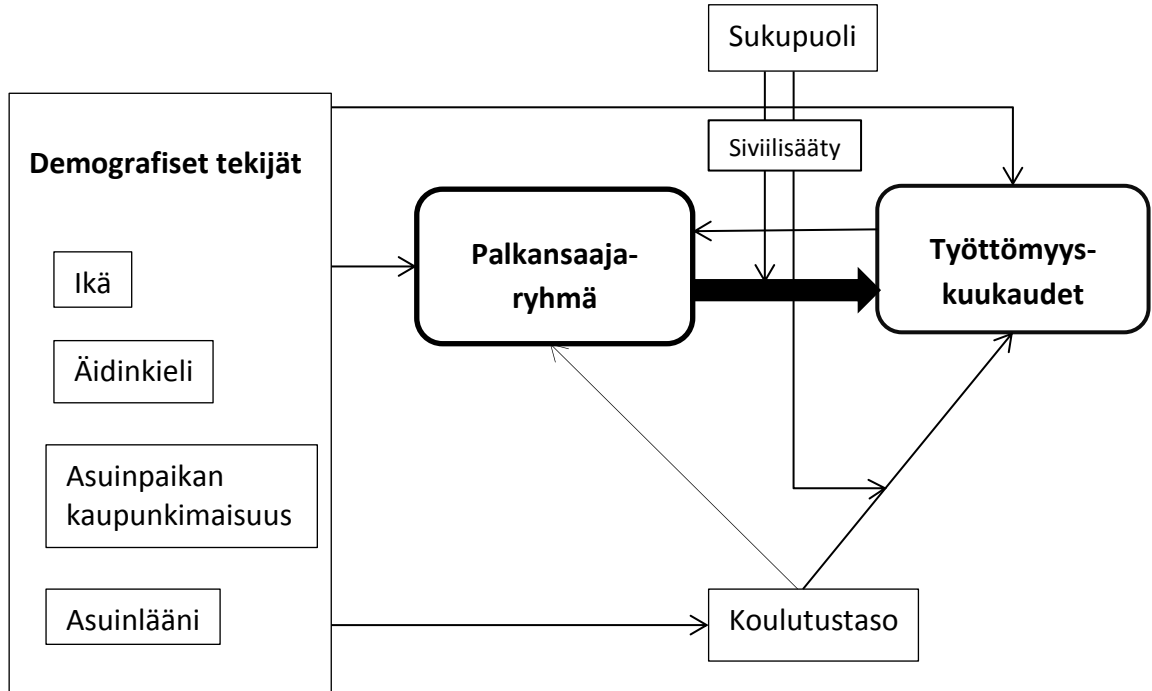 Sukupuoli
Siviilisääty
Demografiset tekijät
Ikä
Äidinkieli
Asuinpaikan
kaupunkimaisuus
Asuinlääni
Palkansaaja-
ryhmä
Työttömyys-
kuukaudet
Koulutustaso